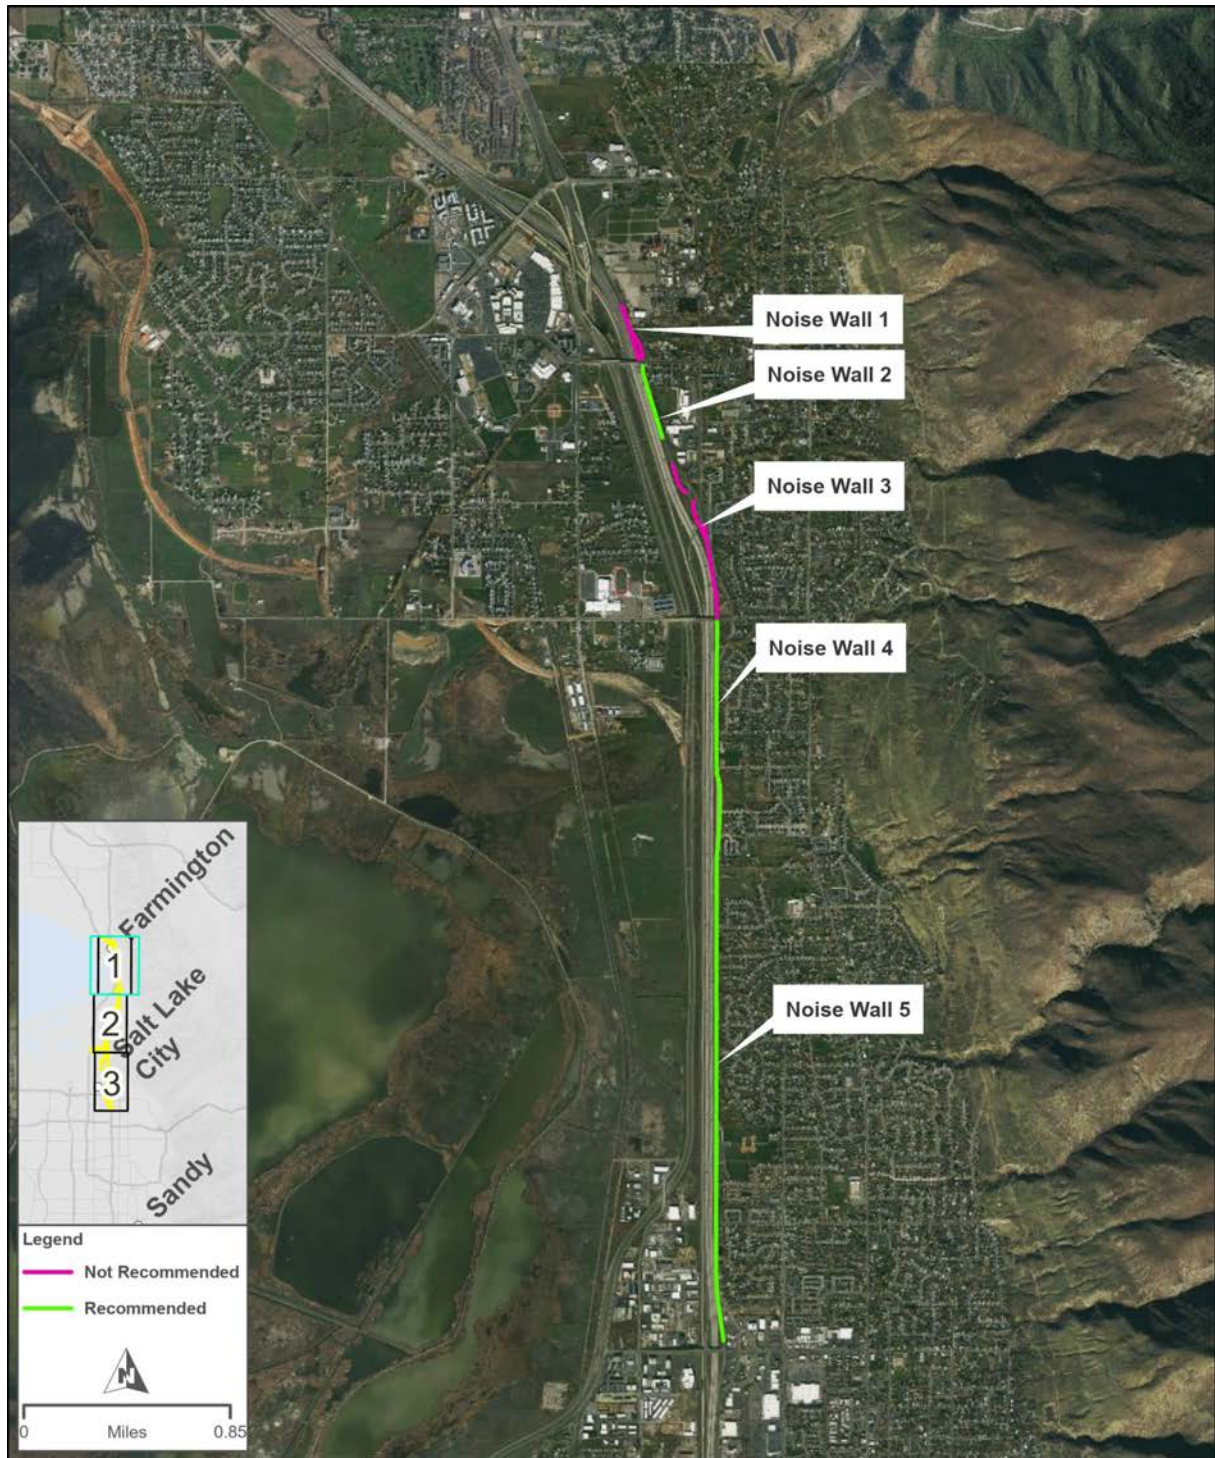 Noise Wall 1
Noise Wall 2
Noise Wall 3
Noise Wall 4
Noise Wall 5
Farmington
1
2
Salt Lake
City
3
Sandy
Legend
Not Recommended
Recommended
N
0 Miles 0.85